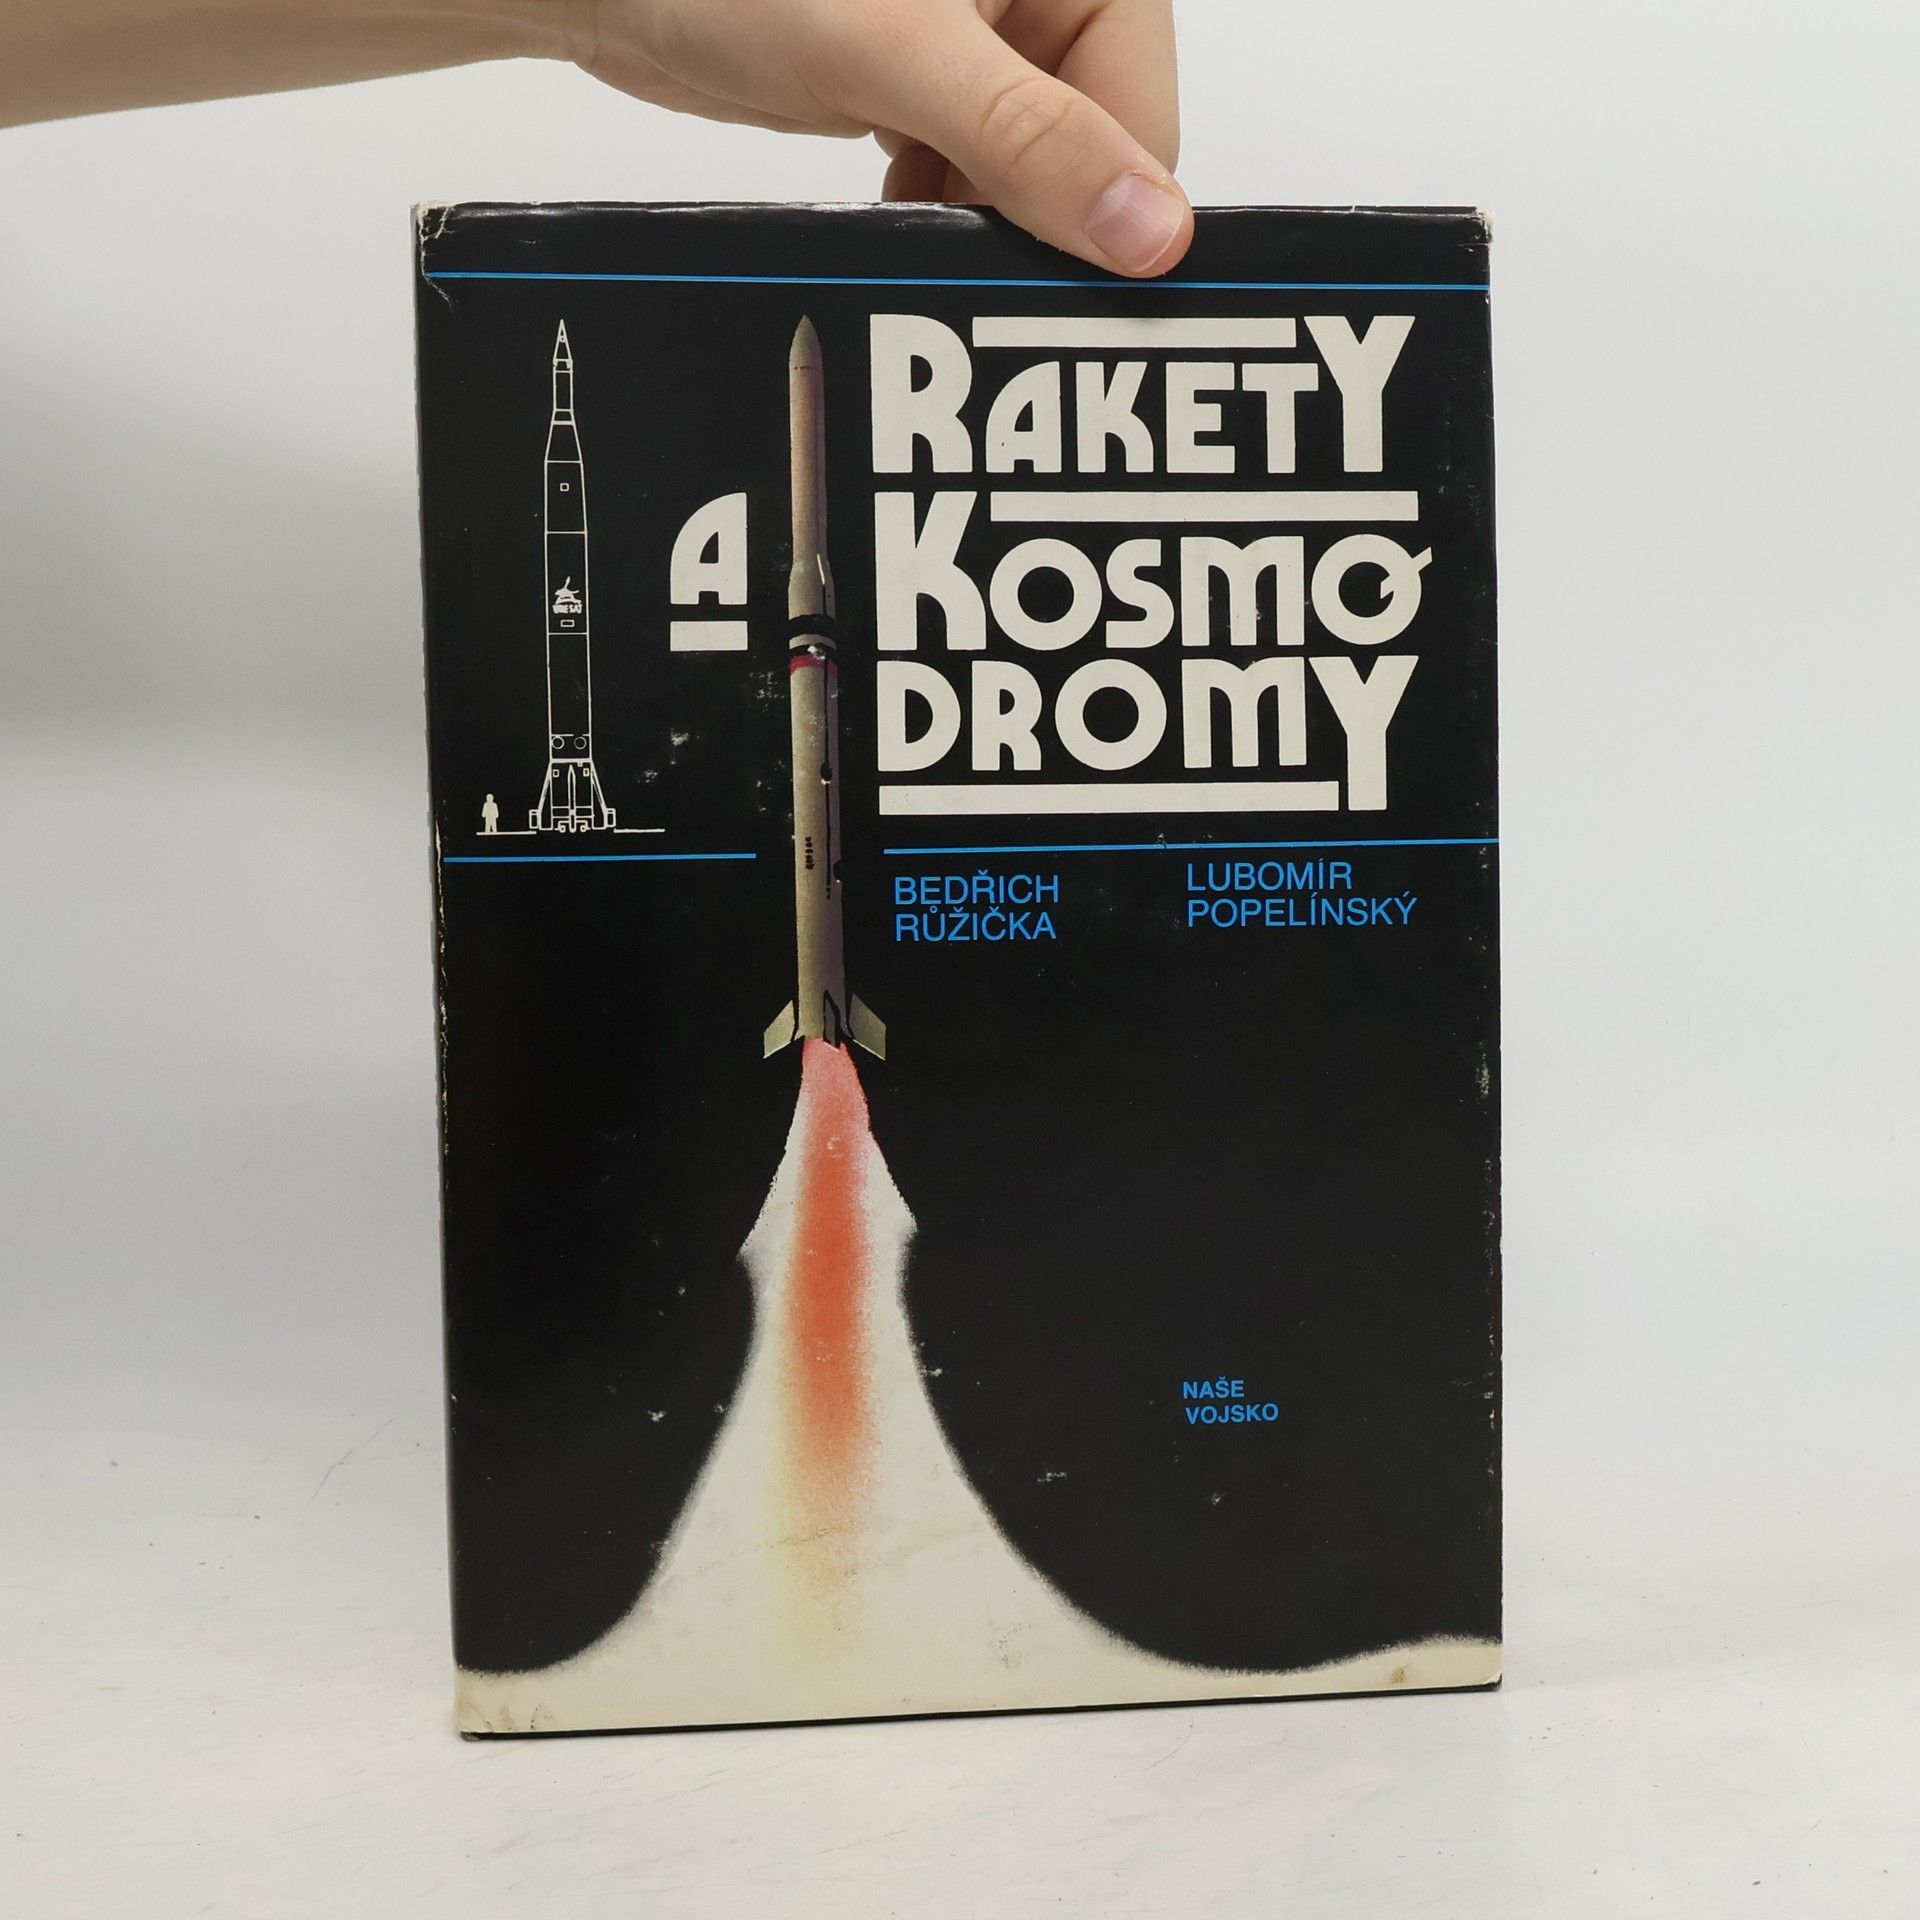 RAKETY
A KOSMO
DROMY
BEDŘICH
RŮŽIČKA
LUBOMÍR
POPELÍNSKÝ
NAŠE
VOJSKO